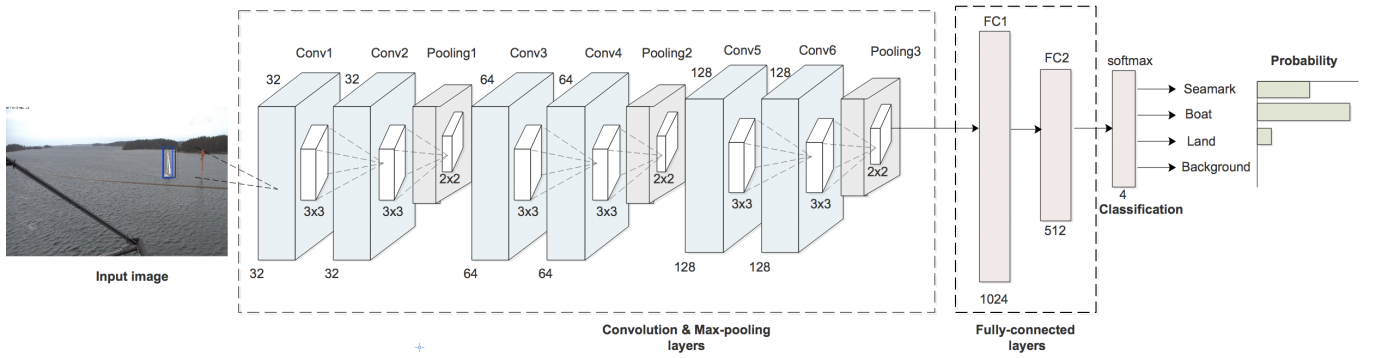 Conv1
Conv2
Pooling1
Conv3
Conv4
Pooling2
Conv5
Conv6
Pooling3
FC1
FC2
softmax
Probability
32
32
64
64
128
128
Seamark
Boat
Land
Background
3x3
3x3
2x2
3x3
3x3
2x2
3x3
3x3
2x2
32
32
64
64
128
128
1024
512
4
Classification
Input image
Convolution & Max-pooling
layers
Fully-connected
layers